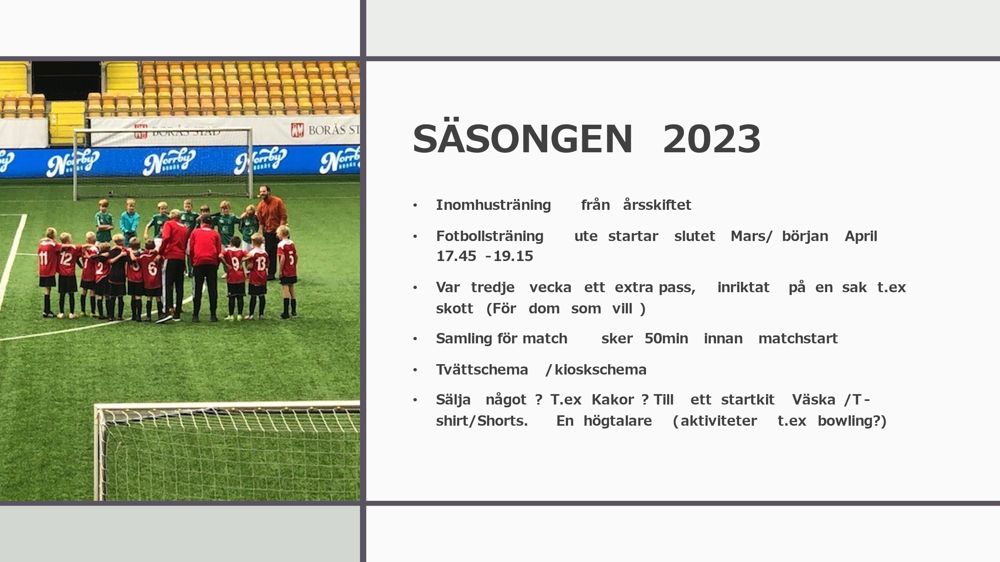 BORÅS STAD
BORÅS ST
Norrby
Norrby
Norrby
11
12
2
6
9
13
5
SÄSONGEN 2023
• Inomhusträning från årsskiftet
• Fotbollsträning ute startar slutet Mars/ början April
17.45 -19.15
• Var tredje vecka ett extra pass, inriktat på en sak t.ex
skott (För dom som vill )
• Samling för match sker 50min innan matchstart
• Tvättschema /kioskschema
• Sälja något ? T.ex Kakor ? Till ett startkit Väska /T-
shirt/Shorts. En högtalare (aktiviteter t.ex bowling?)